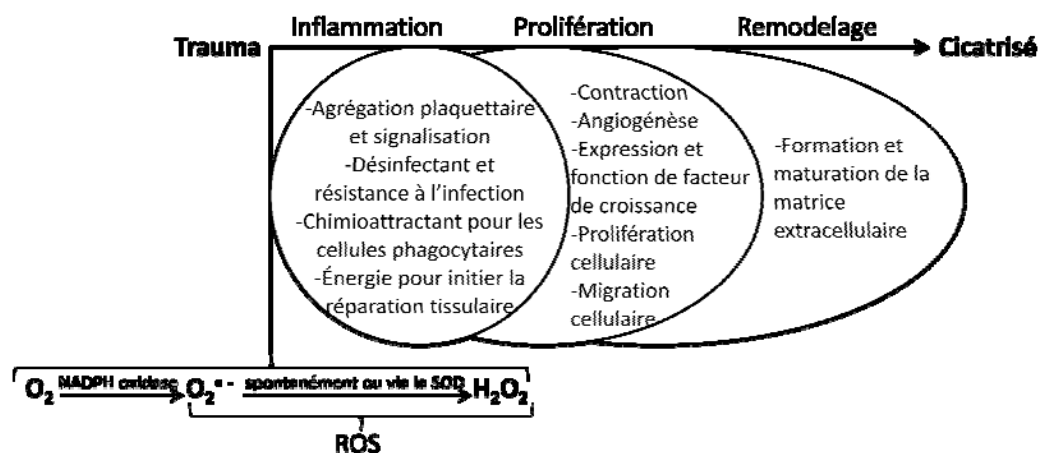 Inflammation Prolifération Remodelage
Trauma Cicatrisé
-Agrégation plaquettaire
et signalisation
-Désinfectant et
résistance à l'infection
-Chimioattractant pour les
cellules phagocytaires
-Énergie pour initier la
réparation tissulaire
-Contraction
-Angiogénèse
-Expression et
fonction de facteur
de croissance
-Prolifération
cellulaire
-Migration
cellulaire
-Formation et
maturation de la
matrice
extracellulaire
O₂ NADPH oxidase O₂•- spontanément ou via la SOD H₂O₂
ROS